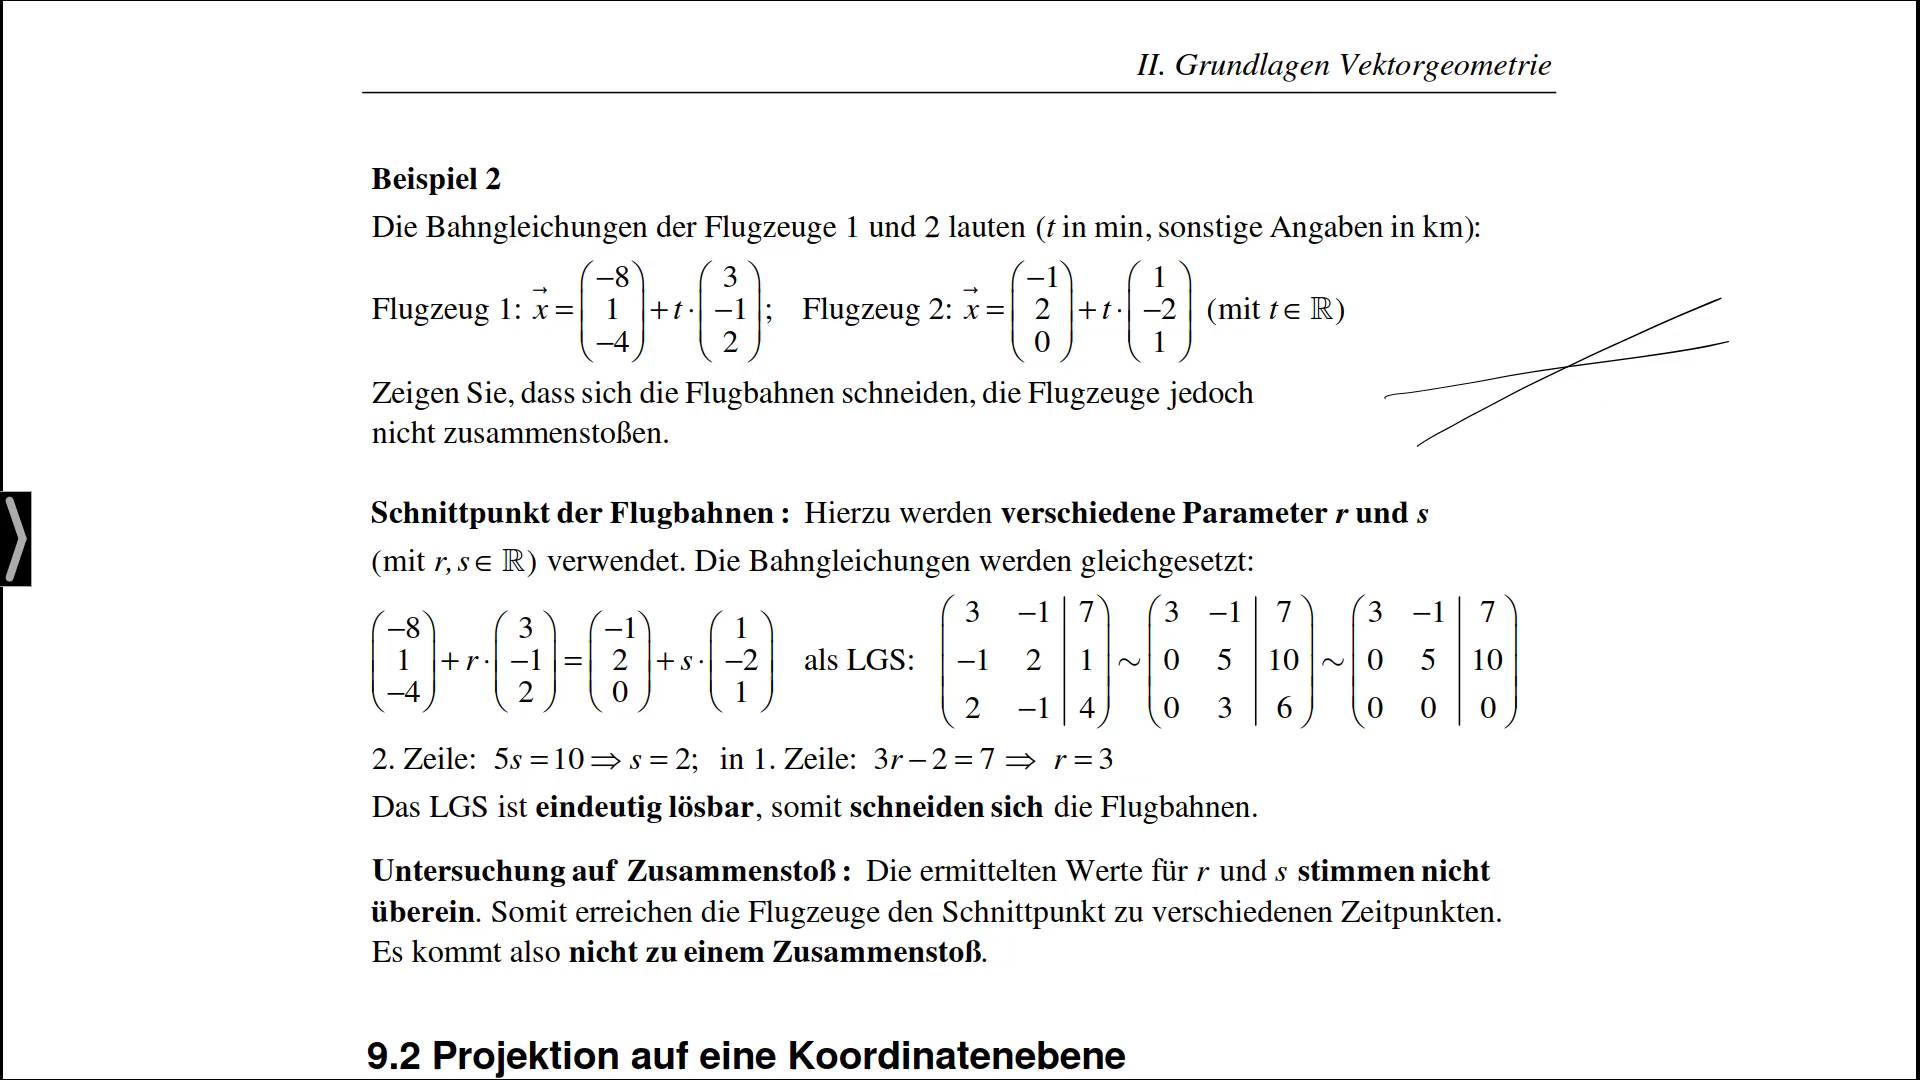 II. Grundlagen Vektorgeometrie
Beispiel 2
Die Bahngleichungen der Flugzeuge 1 und 2 lauten (t in min, sonstige Angaben in km):
Flugzeug 1: x⃗ = (−8 1 −4) + t · (3 −1 2); Flugzeug 2: x⃗ = (−1 2 0) + t · (1 −2 1) (mit t ∈ ℝ)
Zeigen Sie, dass sich die Flugbahnen schneiden, die Flugzeuge jedoch
nicht zusammenstoßen.
Schnittpunkt der Flugbahnen : Hierzu werden verschiedene Parameter r und s
(mit r, s ∈ ℝ) verwendet. Die Bahngleichungen werden gleichgesetzt:
(−8 1 −4) + r · (3 −1 2) = (−1 2 0) + s · (1 −2 1) als LGS: (3 −1 | 7 −1 2 | 1 2 −1 | 4) ~ (3 −1 | 7 0 5 | 10 0 3 | 6) ~ (3 −1 | 7 0 5 | 10 0 0 | 0)
2. Zeile: 5s = 10 ⇒ s = 2; in 1. Zeile: 3r − 2 = 7 ⇒ r = 3
Das LGS ist eindeutig lösbar, somit schneiden sich die Flugbahnen.
Untersuchung auf Zusammenstoß : Die ermittelten Werte für r und s stimmen nicht
überein. Somit erreichen die Flugzeuge den Schnittpunkt zu verschiedenen Zeitpunkten.
Es kommt also nicht zu einem Zusammenstoß.
9.2 Projektion auf eine Koordinatenebene